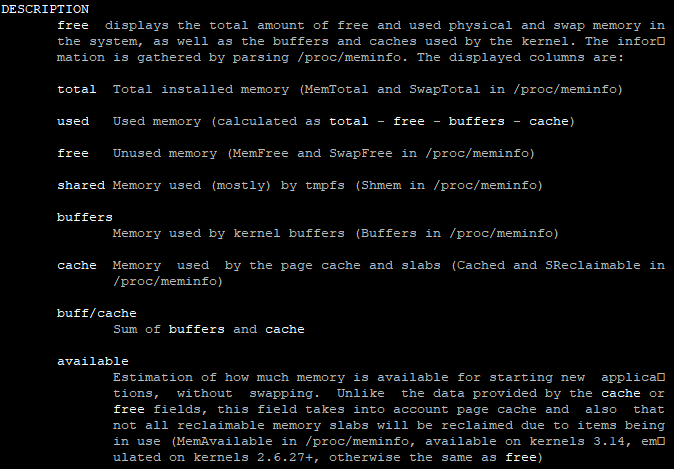 DESCRIPTION
free displays the total amount of free and used physical and swap memory in
the system, as well as the buffers and caches used by the kernel. The infor□
mation is gathered by parsing /proc/meminfo. The displayed columns are:
total Total installed memory (MemTotal and SwapTotal in /proc/meminfo)
used Used memory (calculated as total - free - buffers - cache)
free Unused memory (MemFree and SwapFree in /proc/meminfo)
shared Memory used (mostly) by tmpfs (Shmem in /proc/meminfo)
buffers
Memory used by kernel buffers (Buffers in /proc/meminfo)
cache Memory used by the page cache and slabs (Cached and SReclaimable in
/proc/meminfo)
buff/cache
Sum of buffers and cache
available
Estimation of how much memory is available for starting new applica□
tions, without swapping. Unlike the data provided by the cache or
free fields, this field takes into account page cache and also that
not all reclaimable memory slabs will be reclaimed due to items being
in use (MemAvailable in /proc/meminfo, available on kernels 3.14, em□
ulated on kernels 2.6.27+, otherwise the same as free)